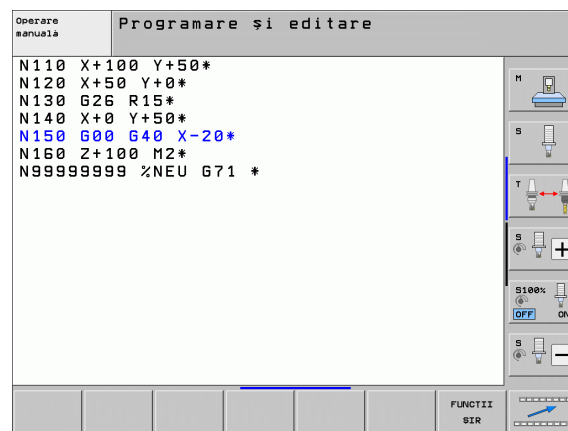 Operare
manuală
Programare și editare
N110 X+100 Y+50*
N120 X+50 Y+0*
N130 G26 R15*
N140 X+0 Y+50*
N150 G00 G40 X-20*
N160 Z+100 M2*
N99999999 %NEU G71 *
M
S
T
S
S100%
OFF ON
S
FUNCTII
SIR